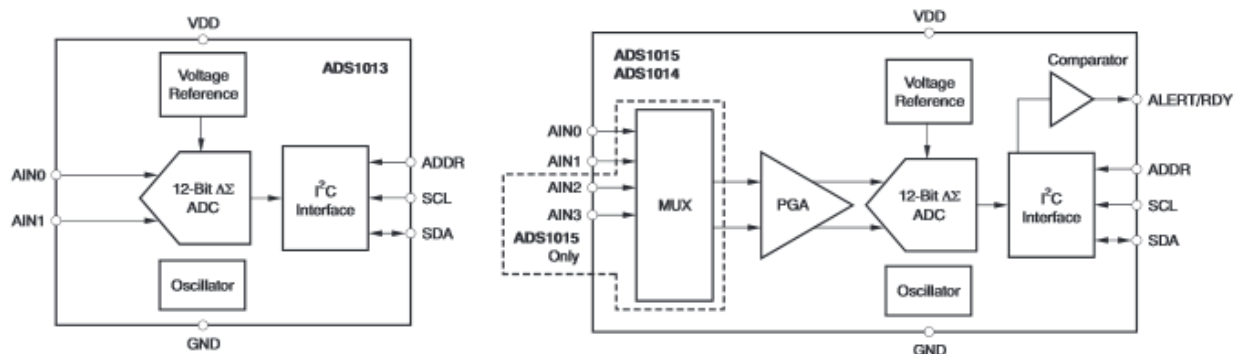 VDD
ADS1013
Voltage
Reference
AIN0
AIN1
12-Bit ΔΣ
ADC
I²C
Interface
ADDR
SCL
SDA
Oscillator
GND
VDD
ADS1015
ADS1014
Comparator
Voltage
Reference
ALERT/RDY
AIN0
AIN1
AIN2
AIN3
ADS1015
Only
MUX
PGA
12-Bit ΔΣ
ADC
I²C
Interface
ADDR
SCL
SDA
Oscillator
GND